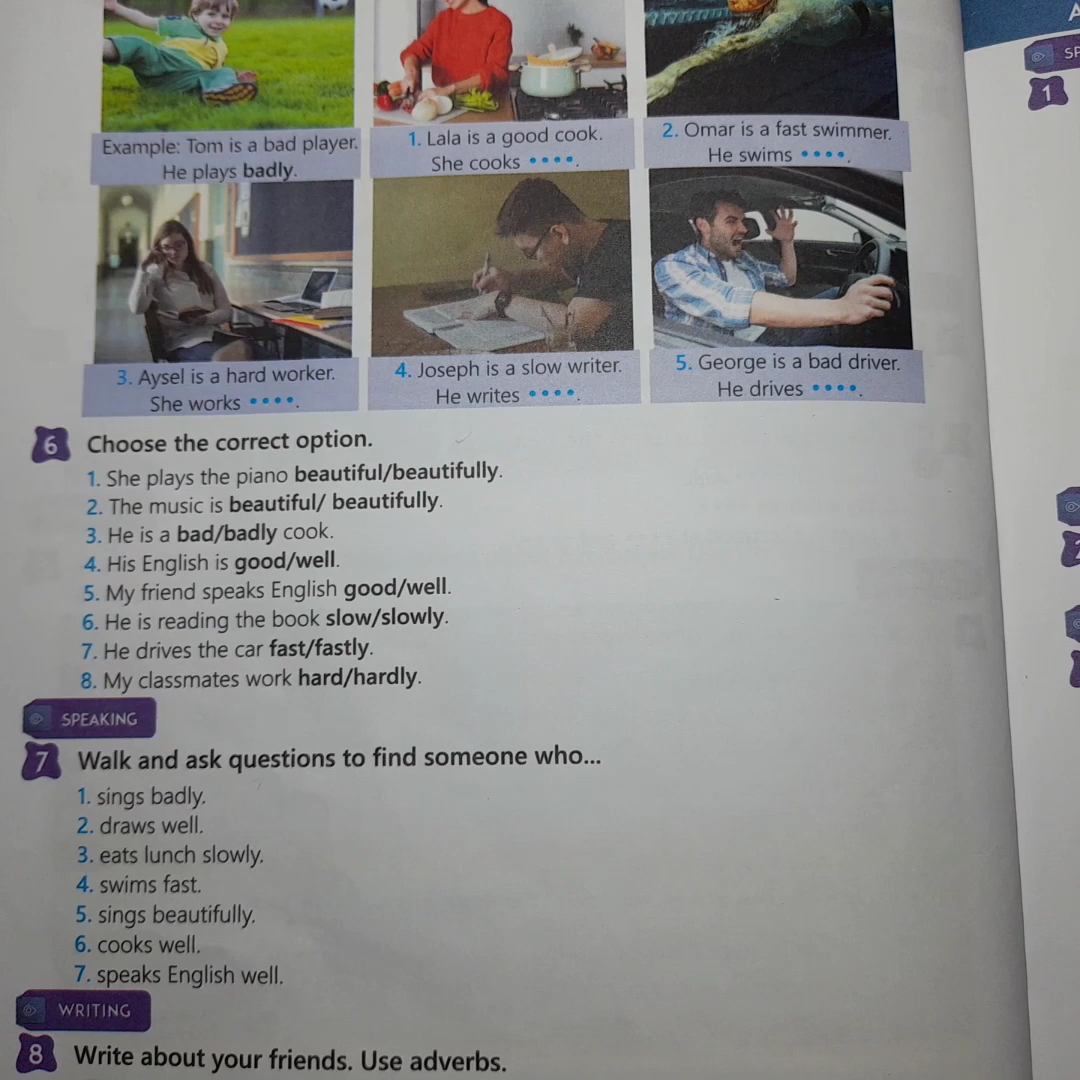 A
SP
1
Example: Tom is a bad player.
He plays badly.
1. Lala is a good cook.
She cooks ••••.
2. Omar is a fast swimmer.
He swims ••••.
3. Aysel is a hard worker.
She works ••••.
4. Joseph is a slow writer.
He writes ••••.
5. George is a bad driver.
He drives ••••.
6 Choose the correct option.
1. She plays the piano beautiful/beautifully.
2. The music is beautiful/ beautifully.
3. He is a bad/badly cook.
4. His English is good/well.
5. My friend speaks English good/well.
6. He is reading the book slow/slowly.
7. He drives the car fast/fastly.
8. My classmates work hard/hardly.
SPEAKING
7 Walk and ask questions to find someone who...
1. sings badly.
2. draws well.
3. eats lunch slowly.
4. swims fast.
5. sings beautifully.
6. cooks well.
7. speaks English well.
WRITING
8 Write about your friends. Use adverbs.